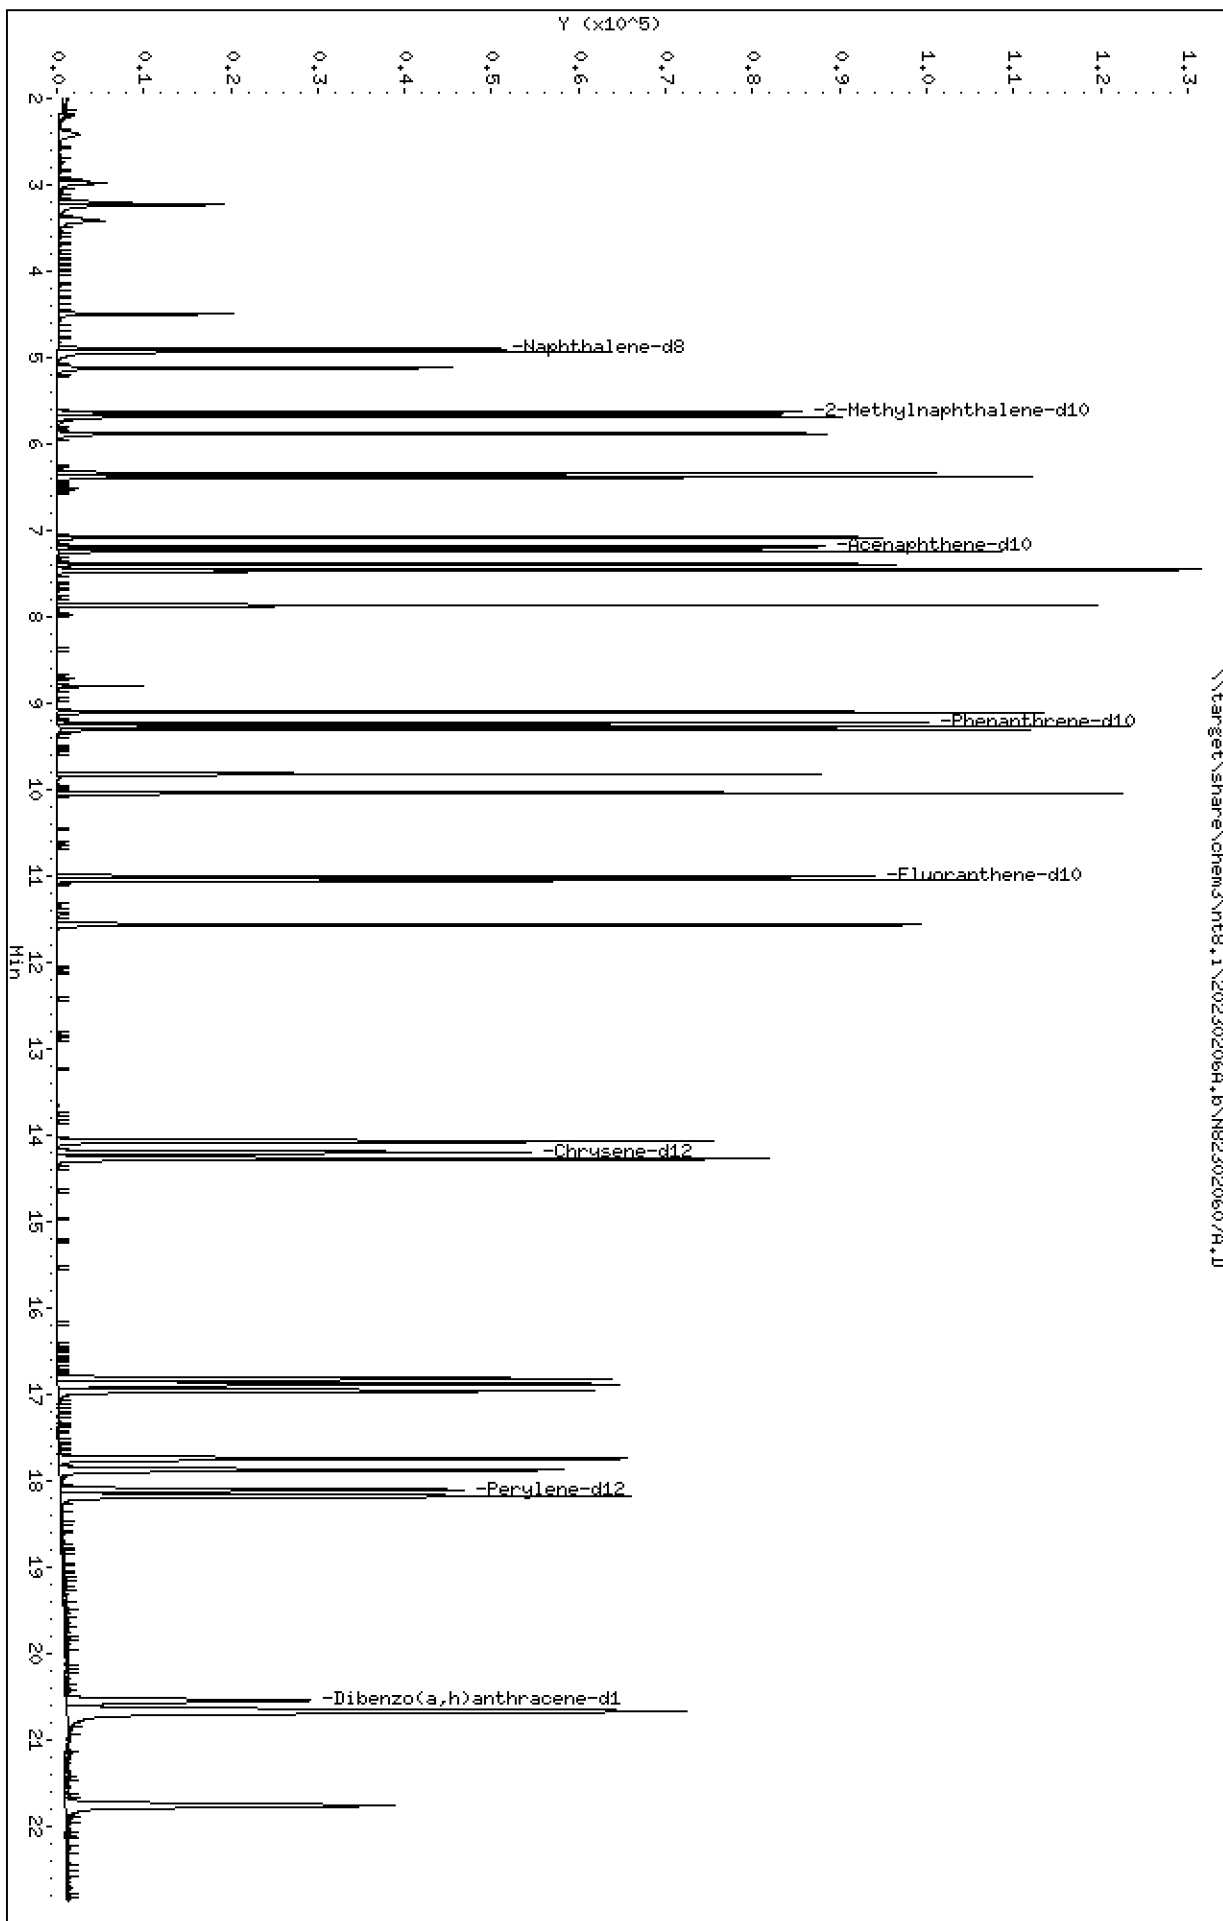 \\target\share\chem3\nt8.i\20230206A.b\N823020607A.D
Y (x10^5)
0.0
0.1
0.2
0.3
0.4
0.5
0.6
0.7
0.8
0.9
1.0
1.1
1.2
1.3
-Naphthalene-d8
-2-Methylnaphthalene-d10
-Acenaphthene-d10
-Phenanthrene-d10
-Fluoranthene-d10
-Chrysene-d12
-Perylene-d12
-Dibenzo(a,h)anthracene-d1
2 3 4 5 6 7 8 9 10 11 12 13 14 15 16 17 18 19 20 21 22
Min